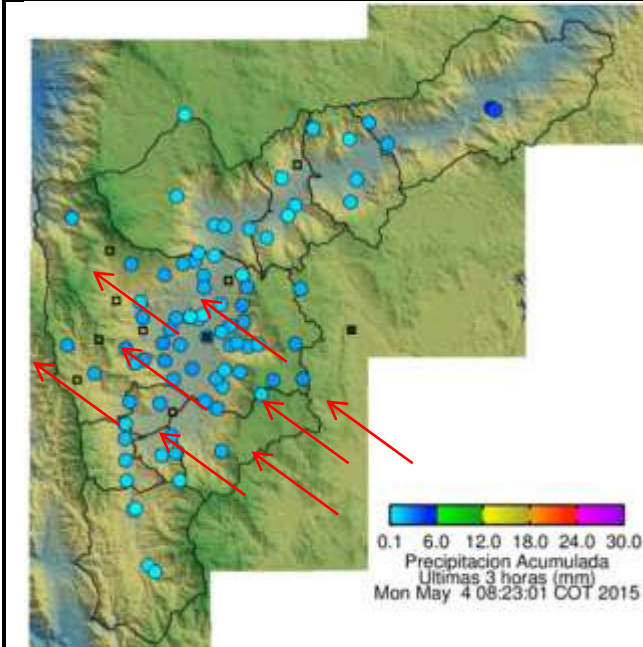 0.1 6.0 12.0 18.0 24.0 30.0
Precipitacion Acumulada
Ultimas 3 horas (mm)
Mon May 4 08:23:01 COT 2015